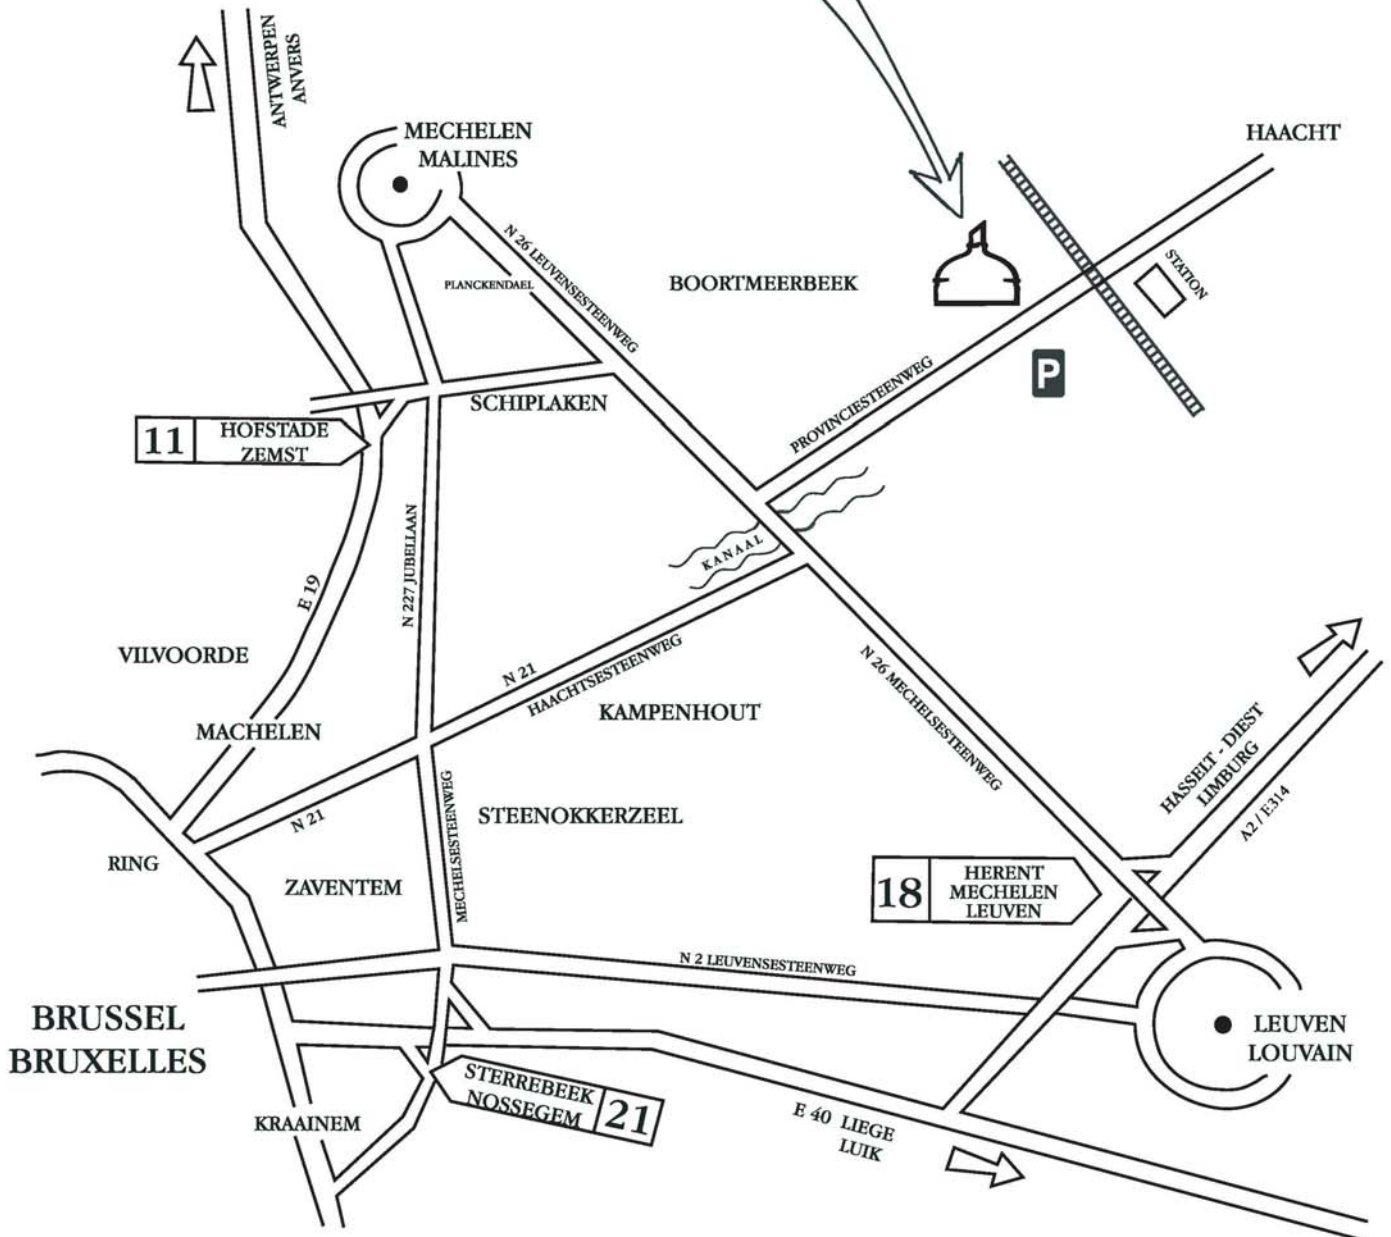 ANTWERPEN
ANVERS
MECHELEN
MALINES
HAACHT
N 26 LEUVENSESTEENWEG
PLANCKENDAEL
BOORTMEERBEEK
STATION
P
PROVINCIESTEENWEG
SCHIPLAKEN
11
HOFSTADE
ZEMST
KANAAL
N 227 JUBELLAAN
E 19
VILVOORDE
N 21
HAACHTSESTEENWEG
N 26 MECHELSESTEENWEG
KAMPENHOUT
MACHELEN
HASSELT - DIEST
LIMBURG
A2 / E314
MECHELSESTEENWEG
STEENOKKERZEEL
N 21
RING
ZAVENTEM
18
HERENT
MECHELEN
LEUVEN
N 2 LEUVENSESTEENWEG
BRUSSEL
BRUXELLES
LEUVEN
LOUVAIN
STERREBEEK
NOSSEGEM
21
KRAAINEM
E 40 LIEGE
LUIK